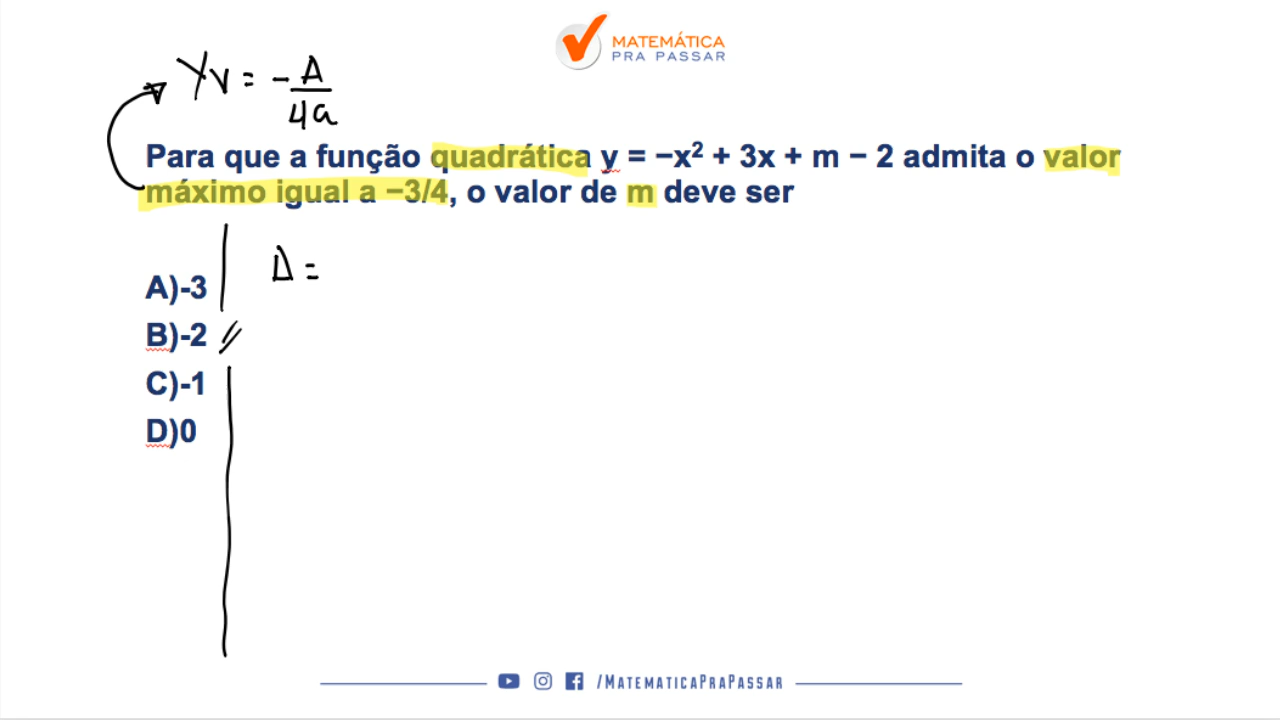 MATEMÁTICA
PRA PASSAR
Yv = - Δ
4a
Para que a função quadrática y = −x² + 3x + m − 2 admita o valor
máximo igual a −3/4, o valor de m deve ser
Δ =
A)-3
B)-2
C)-1
D)0
/MATEMATICAPRAPASSAR